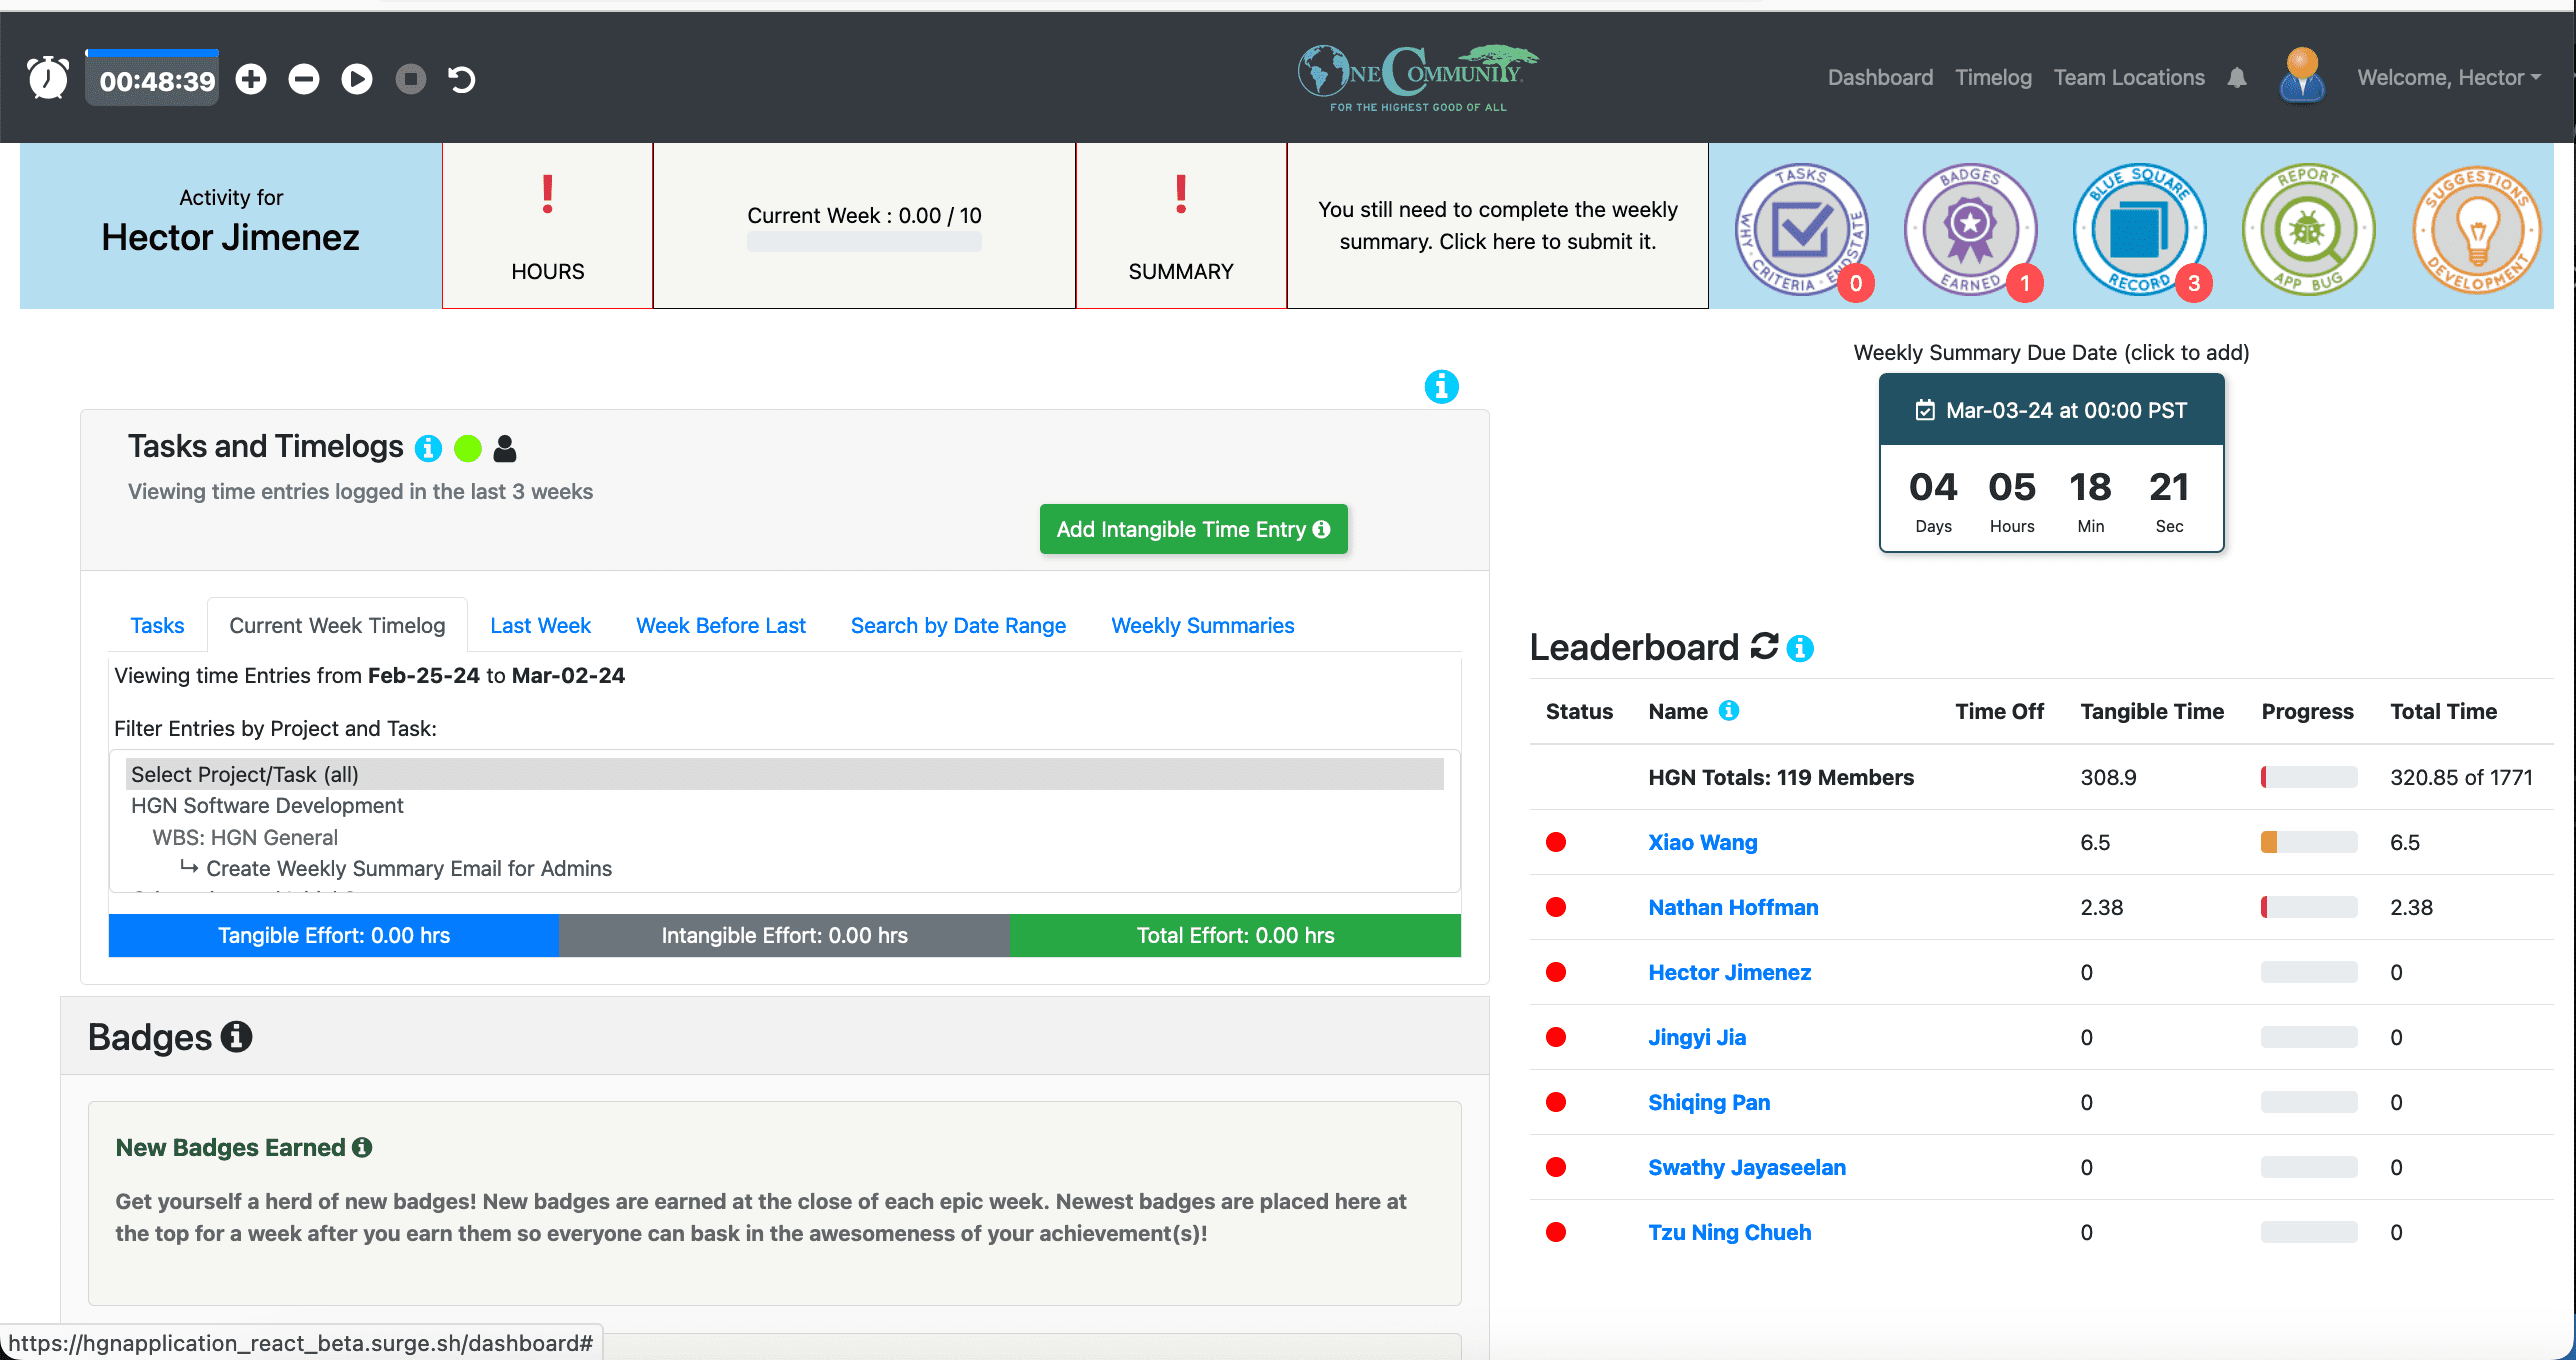 00:48:39
ONE COMMUNITY
FOR THE HIGHEST GOOD OF ALL
Dashboard Timelog Team Locations Welcome, Hector
Activity for
Hector Jimenez
HOURS
Current Week : 0.00 / 10
SUMMARY
You still need to complete the weekly
summary. Click here to submit it.
TASKS
WHY · CRITERIA · ENDSTATE
0
BADGES
EARNED
1
BLUE SQUARE
RECORD
3
REPORT
APP BUG
SUGGESTIONS
DEVELOPMENT
Weekly Summary Due Date (click to add)
Mar-03-24 at 00:00 PST
04 05 18 21
Days Hours Min Sec
Tasks and Timelogs
Viewing time entries logged in the last 3 weeks
Add Intangible Time Entry
Tasks Current Week Timelog Last Week Week Before Last Search by Date Range Weekly Summaries
Viewing time Entries from Feb-25-24 to Mar-02-24
Filter Entries by Project and Task:
Select Project/Task (all)
HGN Software Development
WBS: HGN General
↳ Create Weekly Summary Email for Admins
Tangible Effort: 0.00 hrs Intangible Effort: 0.00 hrs Total Effort: 0.00 hrs
Badges
New Badges Earned
Get yourself a herd of new badges! New badges are earned at the close of each epic week. Newest badges are placed here at
the top for a week after you earn them so everyone can bask in the awesomeness of your achievement(s)!
Leaderboard
Status Name Time Off Tangible Time Progress Total Time
HGN Totals: 119 Members 308.9 320.85 of 1771
Xiao Wang 6.5 6.5
Nathan Hoffman 2.38 2.38
Hector Jimenez 0 0
Jingyi Jia 0 0
Shiqing Pan 0 0
Swathy Jayaseelan 0 0
Tzu Ning Chueh 0 0
https://hgnapplication_react_beta.surge.sh/dashboard#